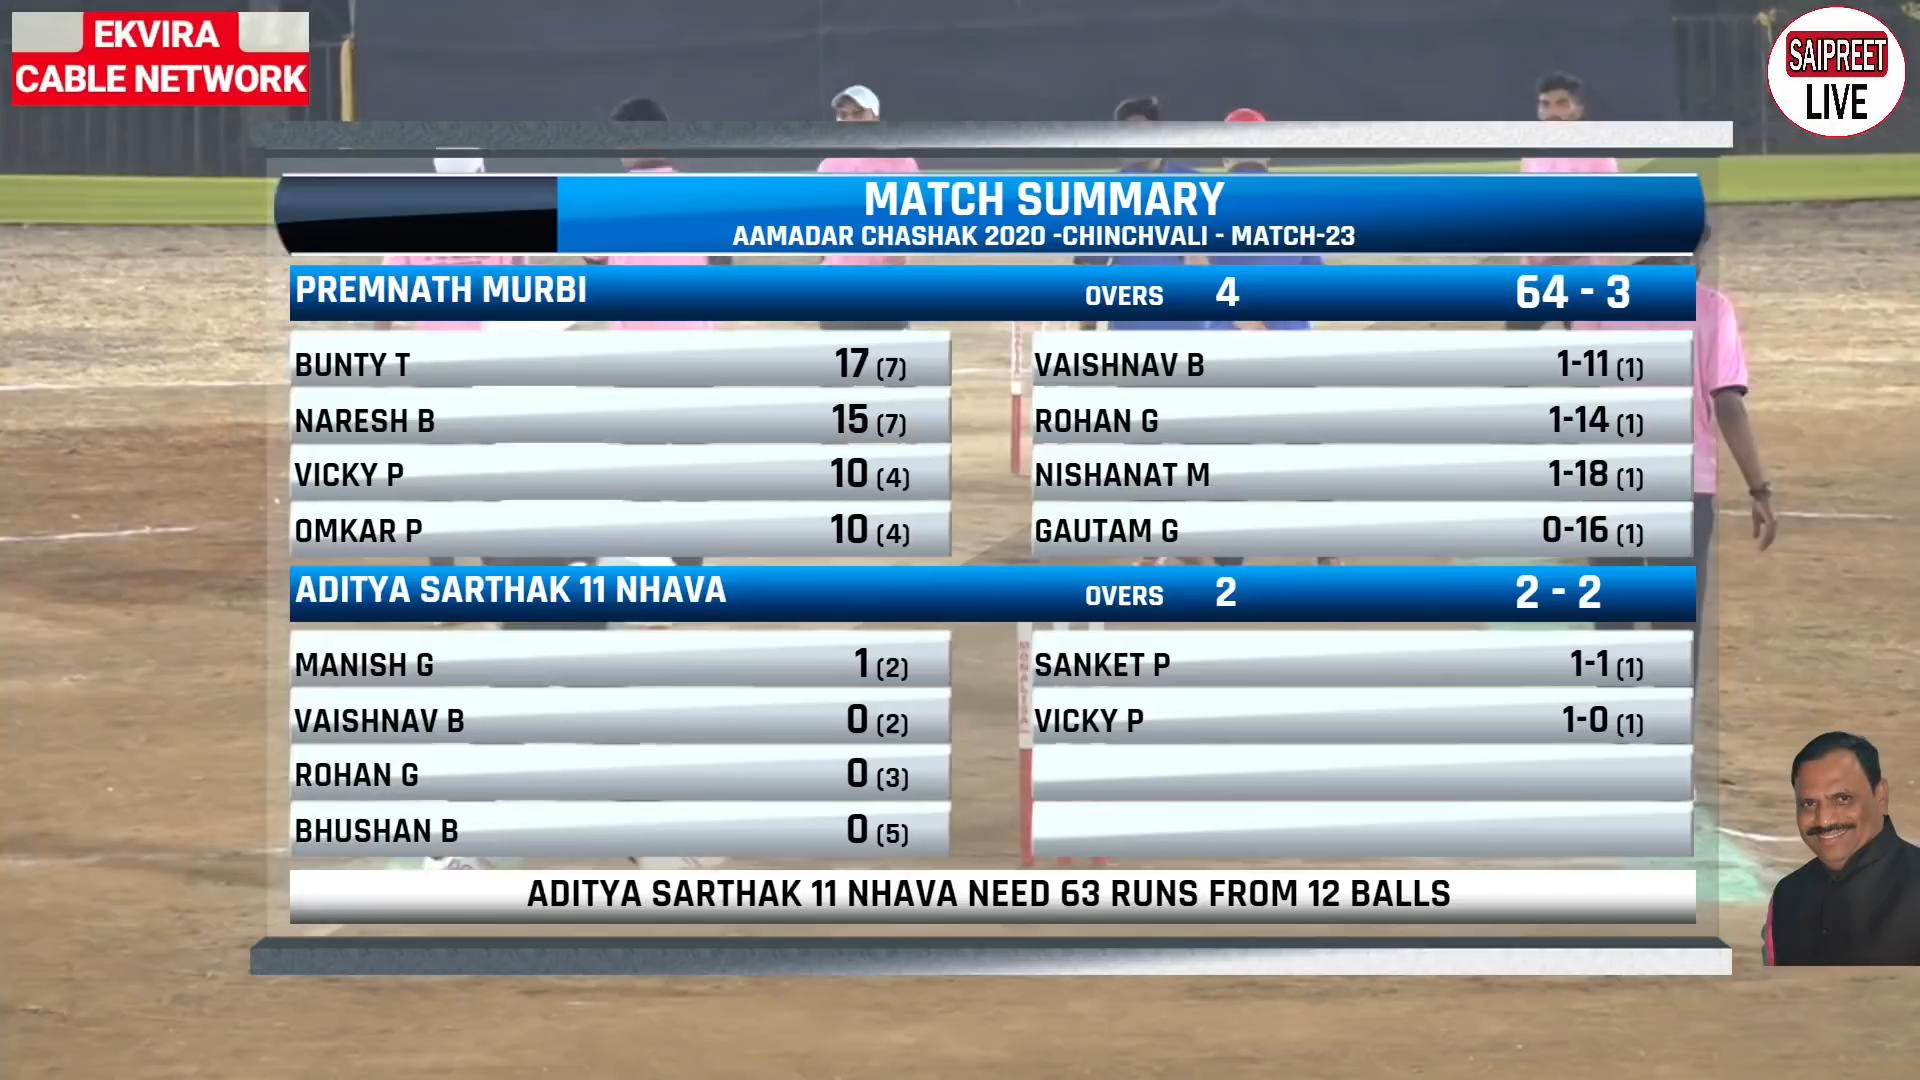 EKVIRA
CABLE NETWORK
SAIPREET
LIVE
MATCH SUMMARY
AAMADAR CHASHAK 2020 -CHINCHVALI - MATCH-23
PREMNATH MURBI OVERS 4 64 - 3
BUNTY T 17 (7) VAISHNAV B 1-11 (1)
NARESH B 15 (7) ROHAN G 1-14 (1)
VICKY P 10 (4) NISHANAT M 1-18 (1)
OMKAR P 10 (4) GAUTAM G 0-16 (1)
ADITYA SARTHAK 11 NHAVA OVERS 2 2 - 2
MANISH G 1 (2) SANKET P 1-1 (1)
VAISHNAV B 0 (2) VICKY P 1-0 (1)
ROHAN G 0 (3)
BHUSHAN B 0 (5)
ADITYA SARTHAK 11 NHAVA NEED 63 RUNS FROM 12 BALLS